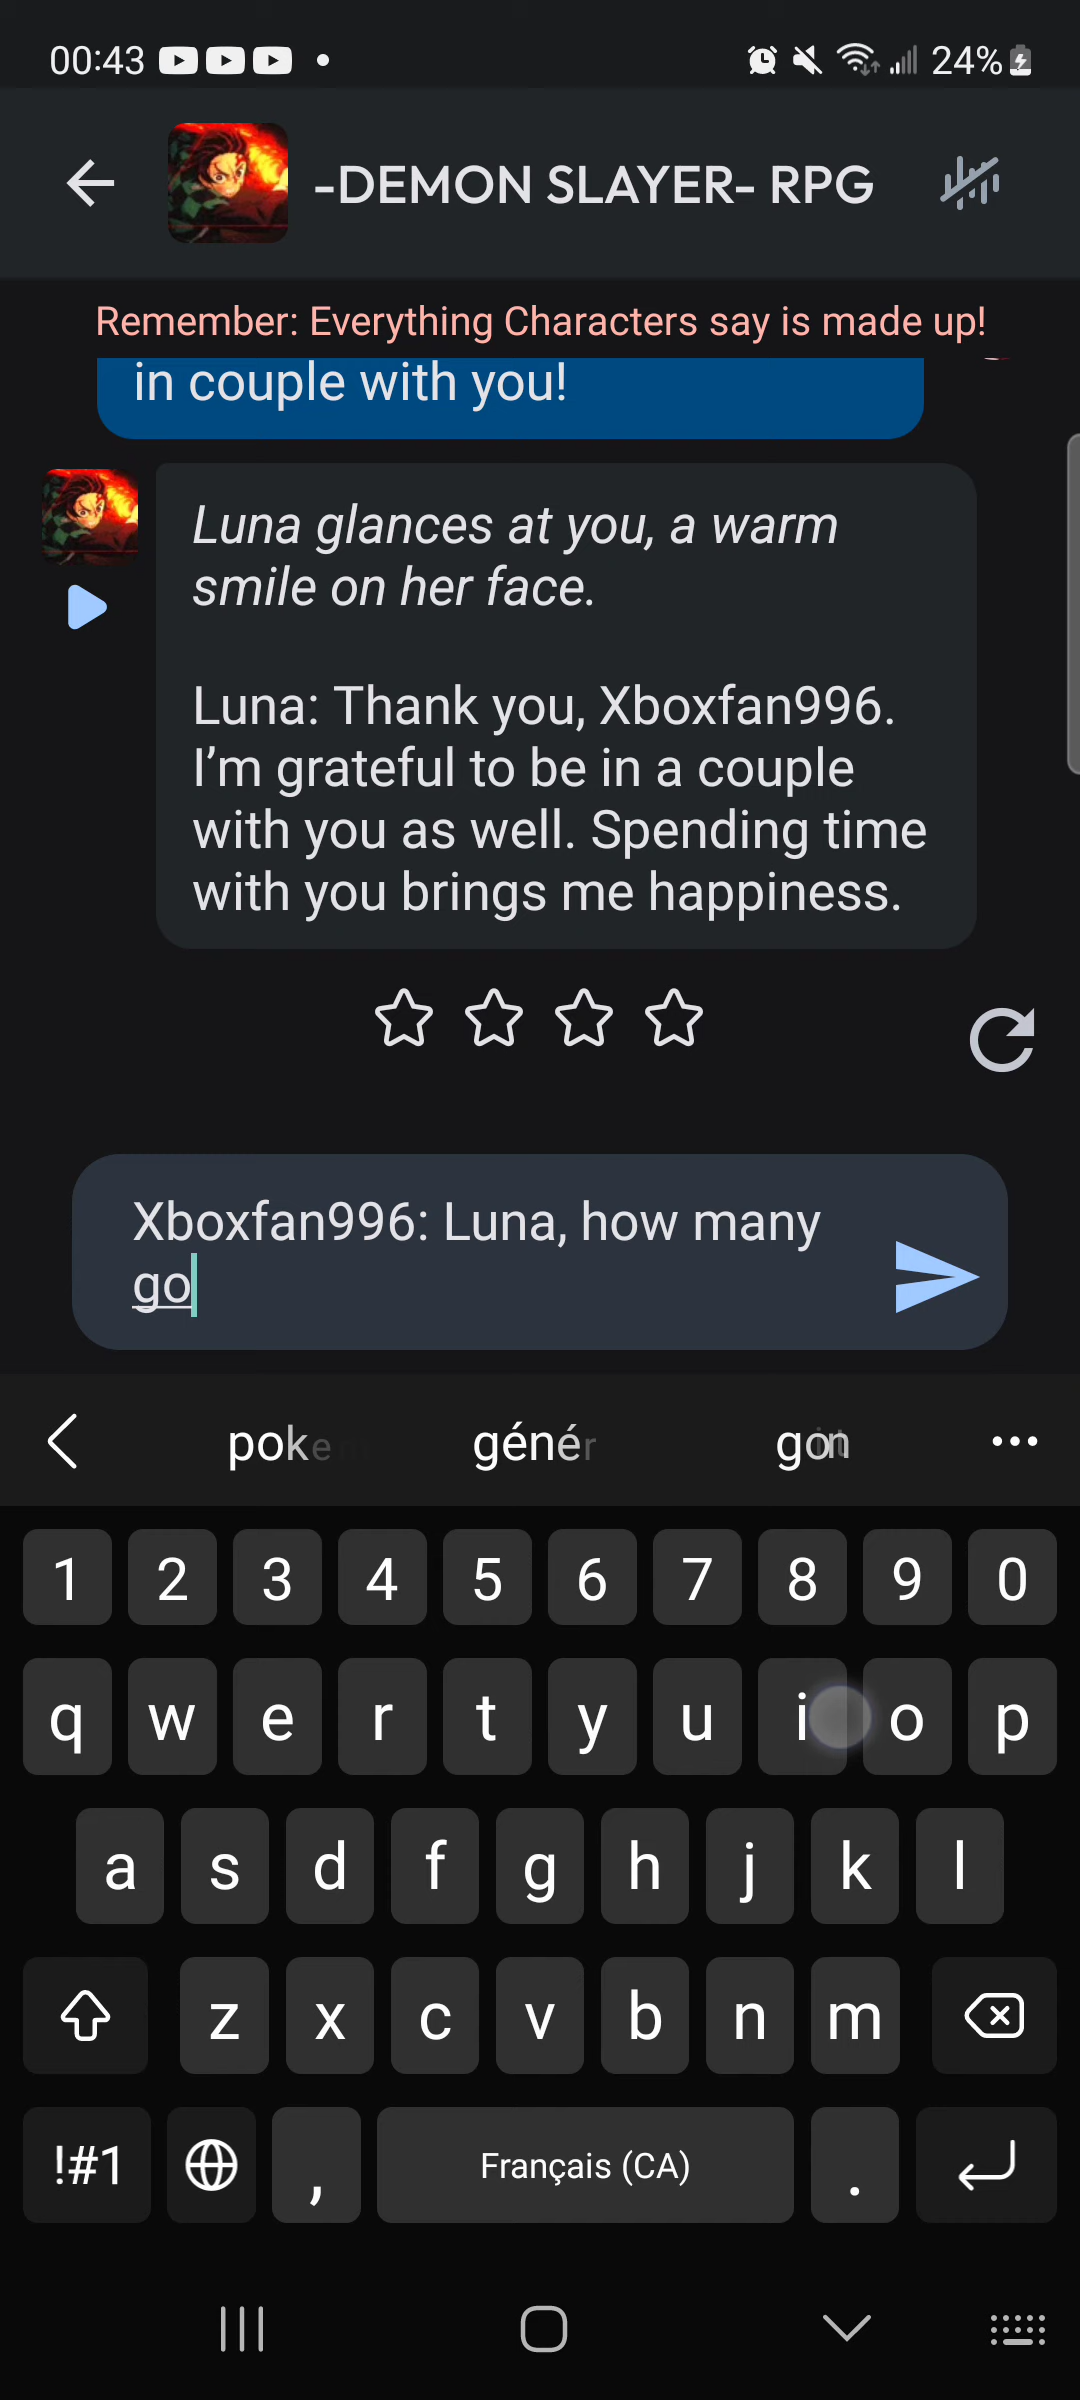 00:43
24%
-DEMON SLAYER- RPG
Remember: Everything Characters say is made up!
in couple with you!
Luna glances at you, a warm
smile on her face.
Luna: Thank you, Xboxfan996.
I’m grateful to be in a couple
with you as well. Spending time
with you brings me happiness.
Xboxfan996: Luna, how many
go
poke génér gon
1 2 3 4 5 6 7 8 9 0
q w e r t y u i o p
a s d f g h j k l
z x c v b n m
!#1 , Français (CA) .